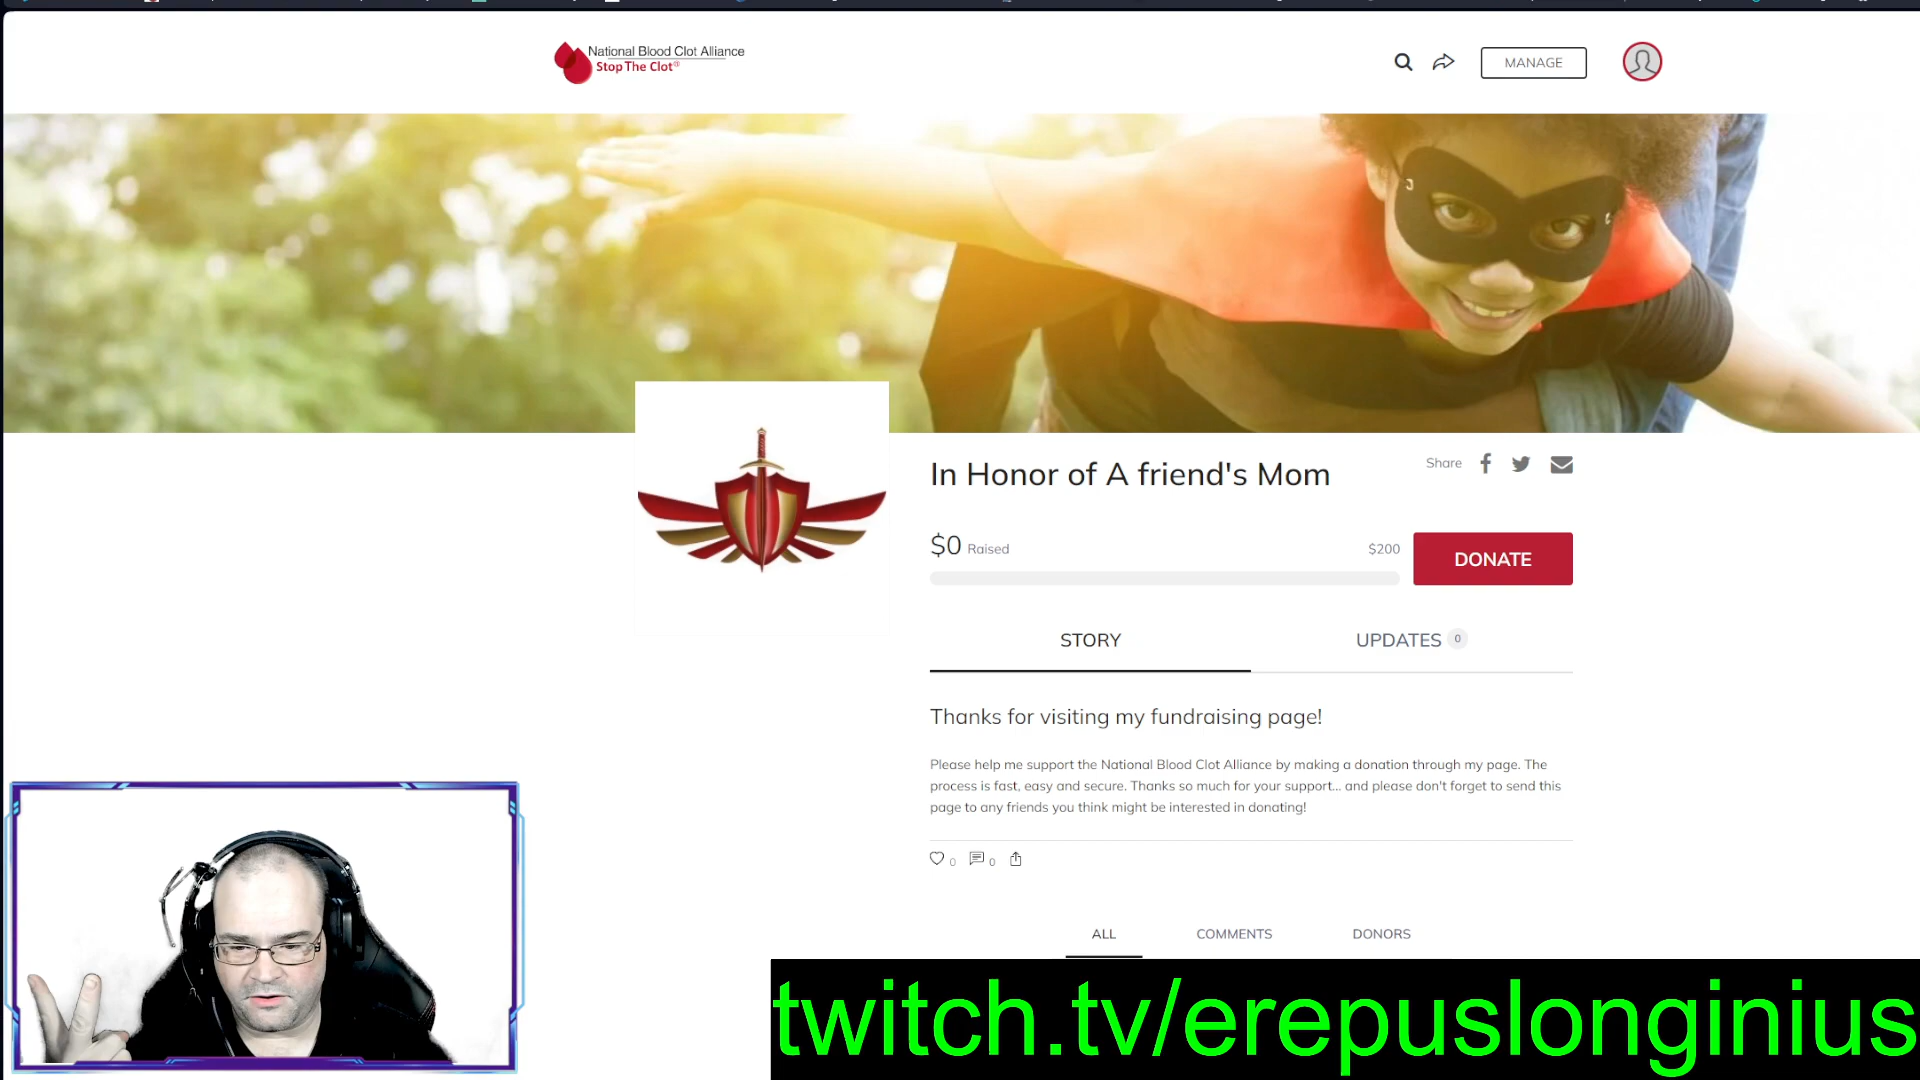 National Blood Clot Alliance
Stop The Clot®
MANAGE
In Honor of A friend's Mom
Share
$0 Raised
$200
DONATE
STORY
UPDATES 0
Thanks for visiting my fundraising page!
Please help me support the National Blood Clot Alliance by making a donation through my page. The
process is fast, easy and secure. Thanks so much for your support... and please don't forget to send this
page to any friends you think might be interested in donating!
0
0
ALL
COMMENTS
DONORS
twitch.tv/erepuslonginius